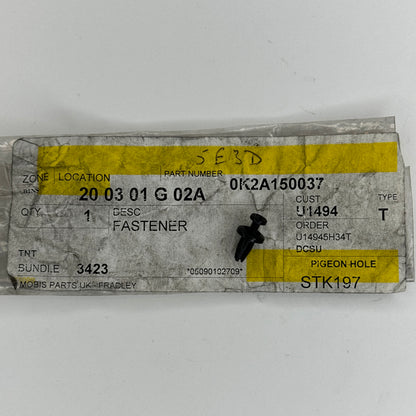 5E3D
ZONE LOCATION PART NUMBER
20 03 01 G 02A 0K2A150037
QTY 1 DESC CUST U1494 TYPE
FASTENER ORDER T
U14945H34T
TNT DCSU
BUNDLE 3423 *05090102709* PIGEON HOLE
MOBIS PARTS UK - FRADLEY STK197